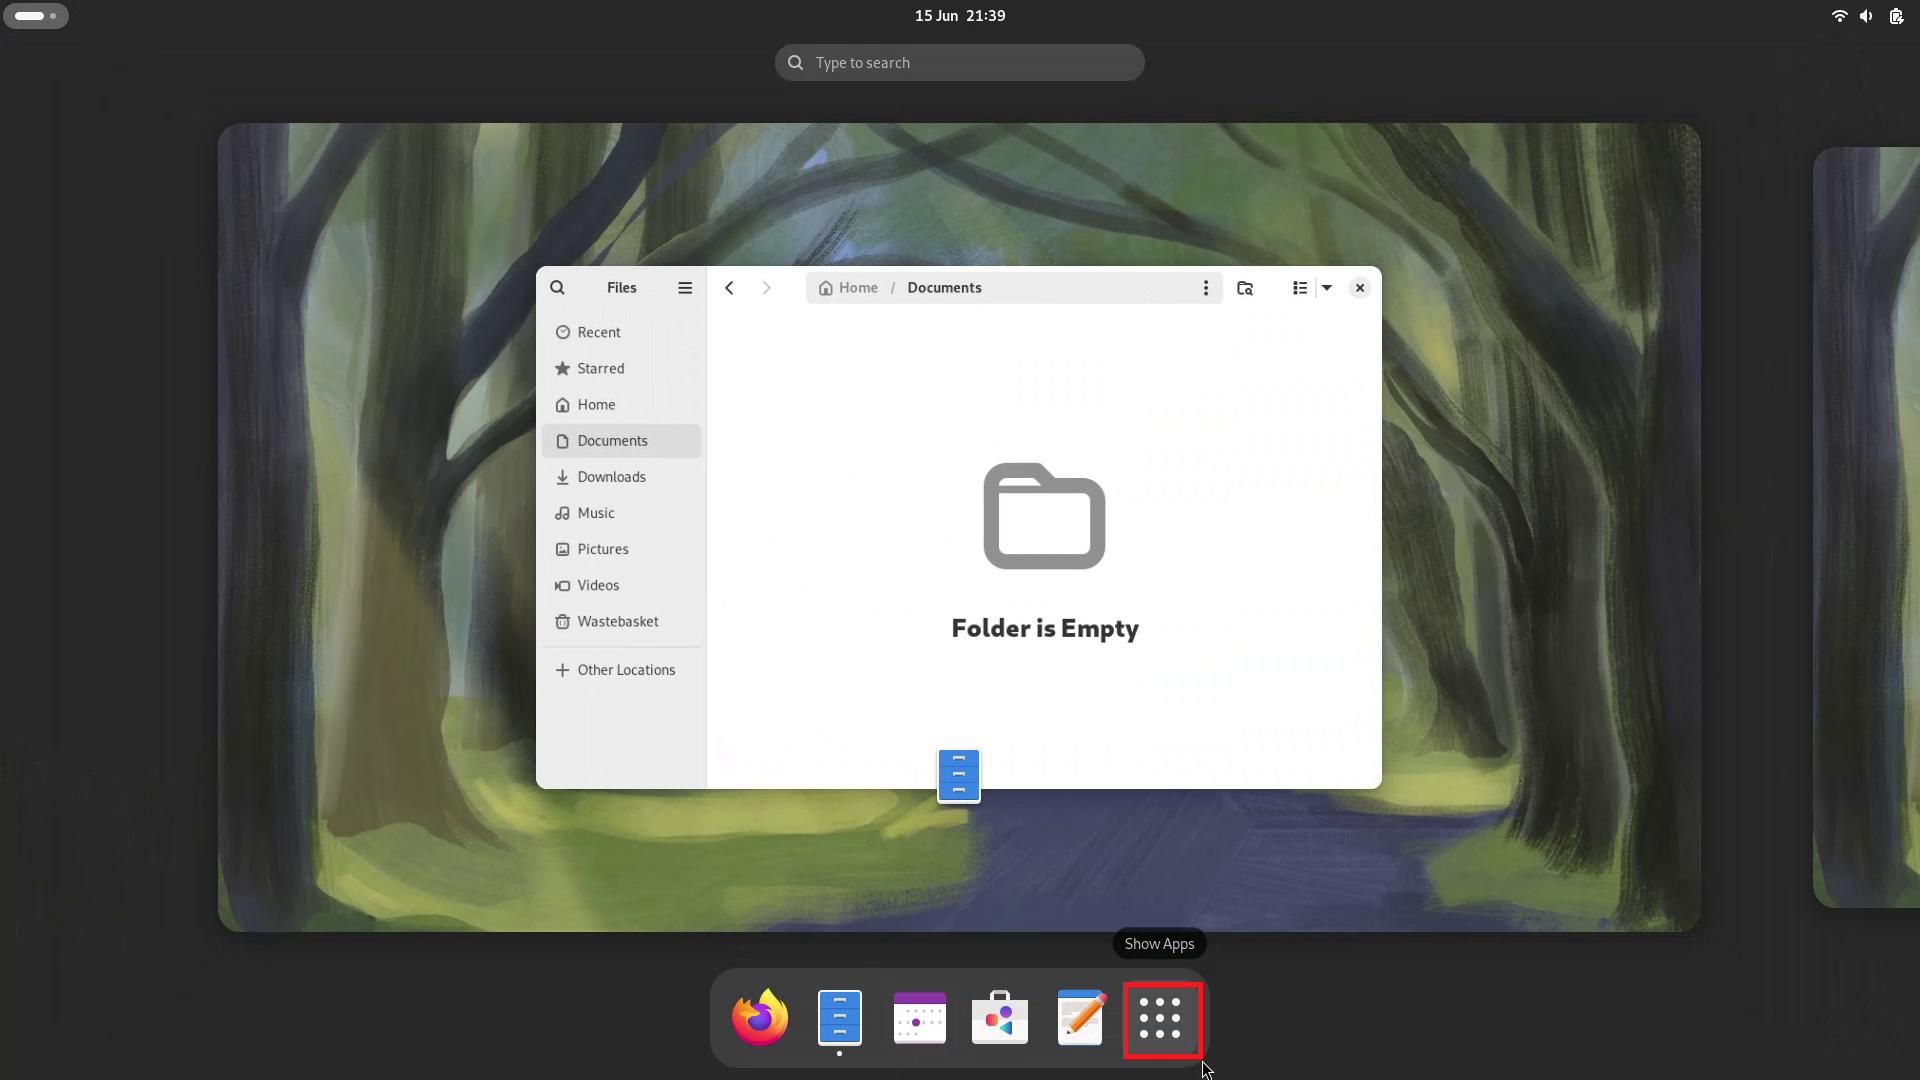 15 Jun 21:39
Type to search
Files
Home / Documents
Recent
Starred
Home
Documents
Downloads
Music
Pictures
Videos
Wastebasket
Other Locations
Folder is Empty
Show Apps